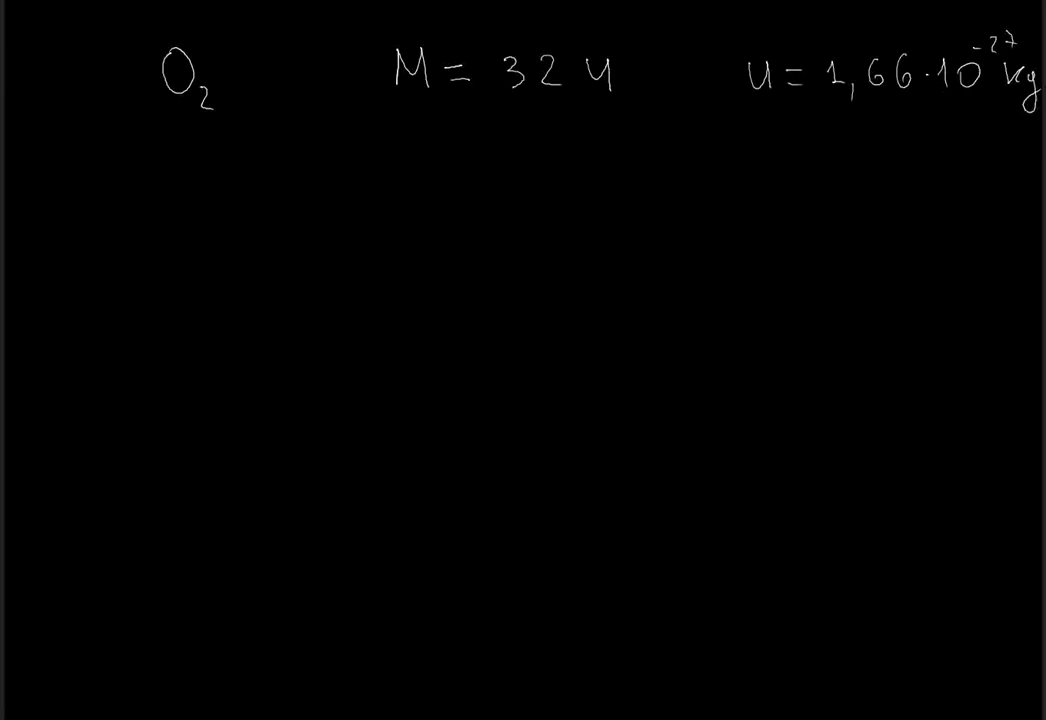 O₂ M = 32 u u = 1,66·10⁻²⁷ kg